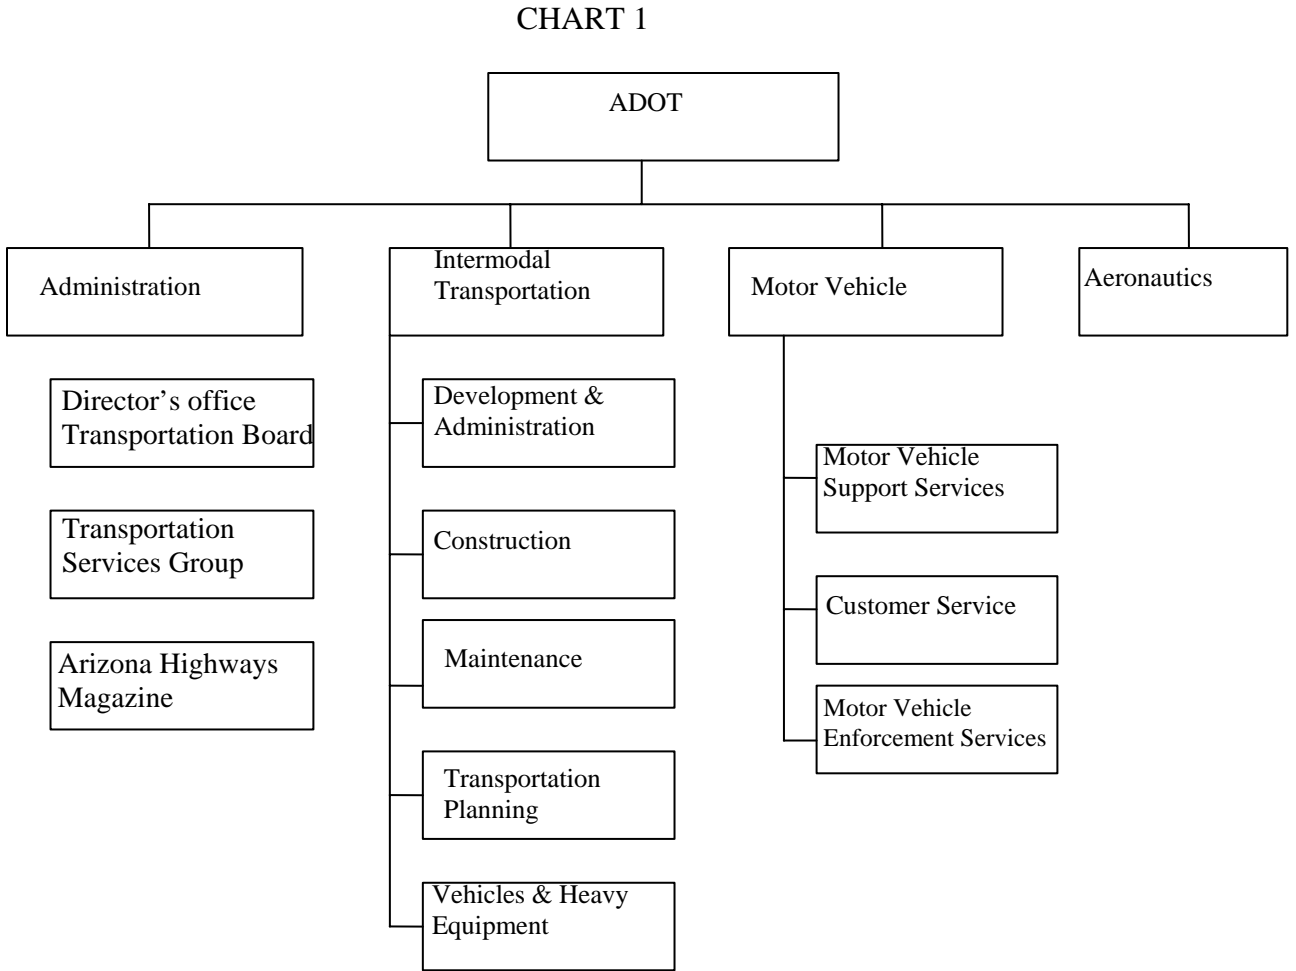 CHART 1
ADOT
Administration
Intermodal
Transportation
Motor Vehicle
Aeronautics
Director’s office
Transportation Board
Transportation
Services Group
Arizona Highways
Magazine
Development &
Administration
Construction
Maintenance
Transportation
Planning
Vehicles & Heavy
Equipment
Motor Vehicle
Support Services
Customer Service
Motor Vehicle
Enforcement Services